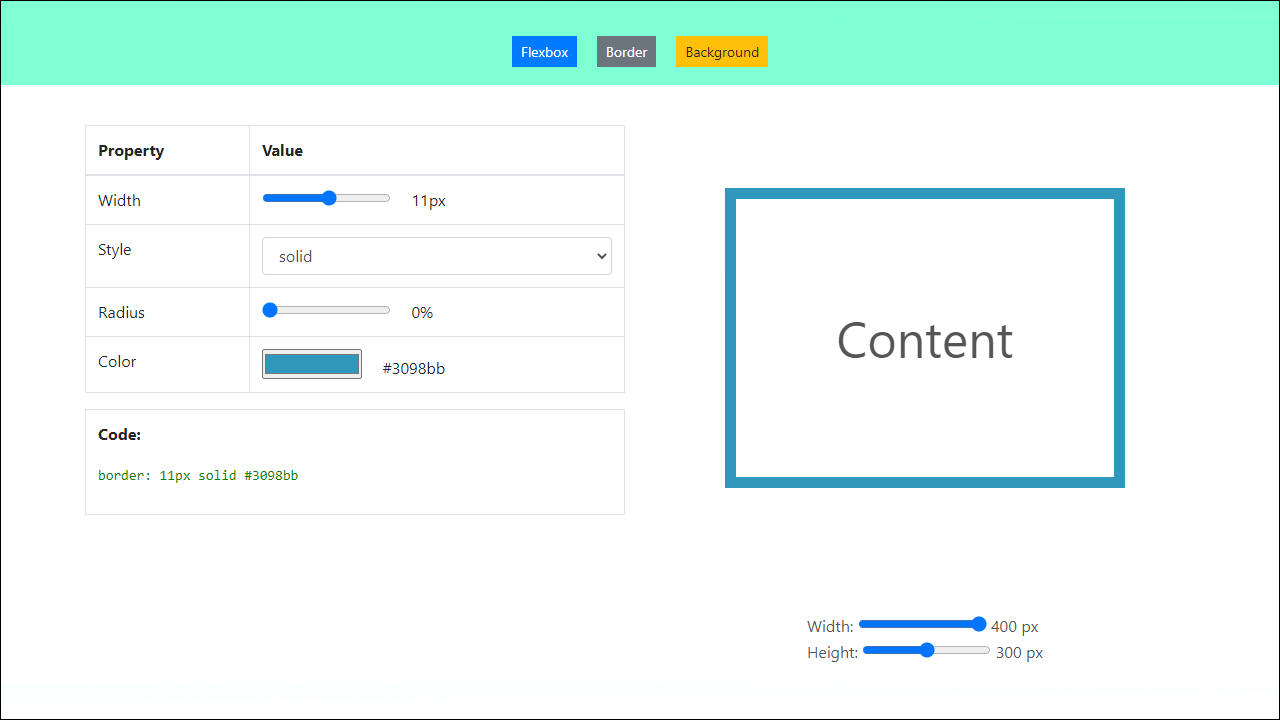 Flexbox Border Background
Property Value
Width 11px
Style solid
Radius 0%
Color #3098bb
Code:
border: 11px solid #3098bb
Content
Width: 400 px
Height: 300 px